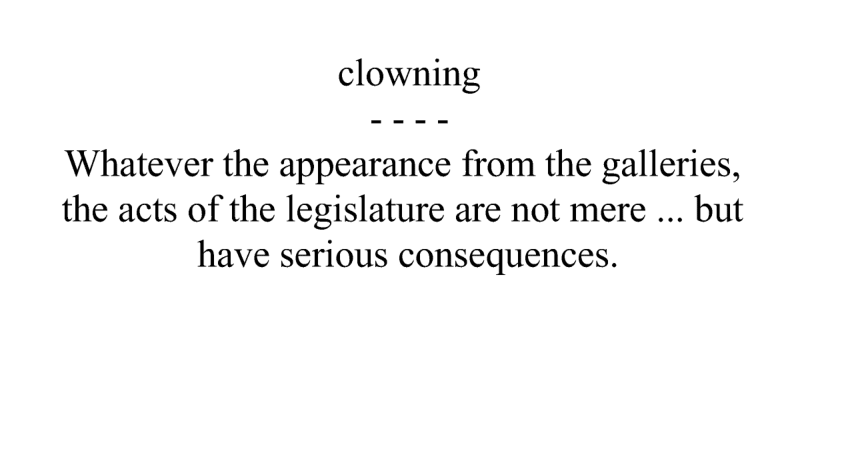 clowning
- - - -
Whatever the appearance from the galleries,
the acts of the legislature are not mere ... but
have serious consequences.